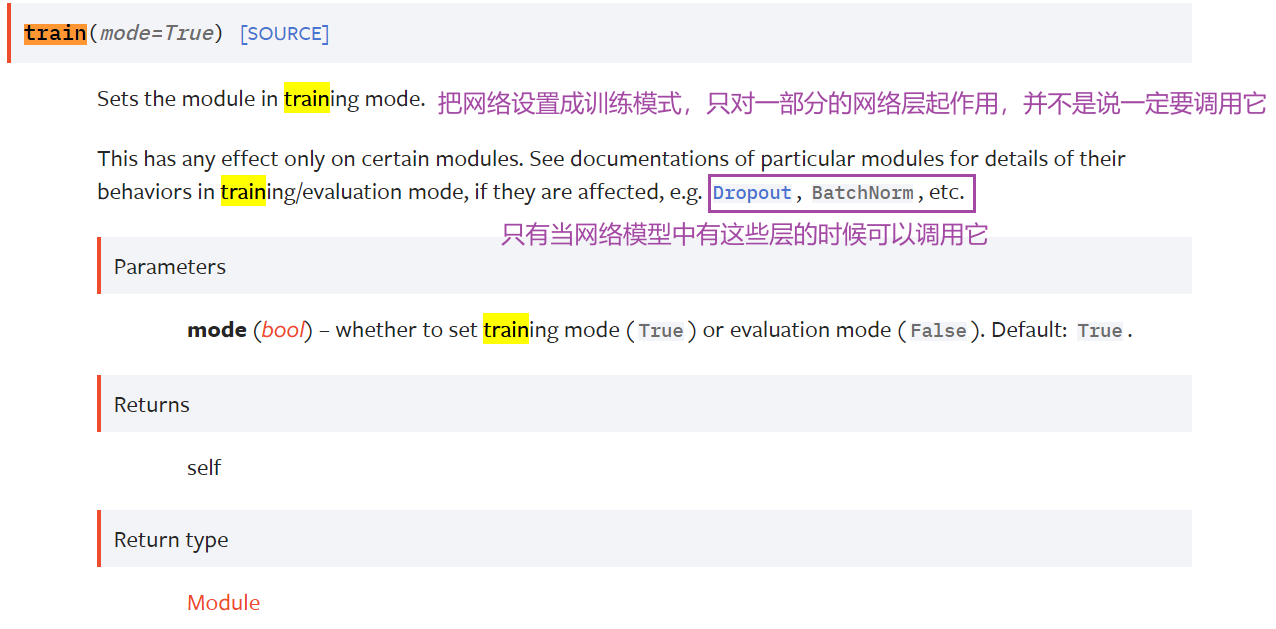 train(mode=True) [SOURCE]
Sets the module in training mode. 把网络设置成训练模式，只对一部分的网络层起作用，并不是说一定要调用它
This has any effect only on certain modules. See documentations of particular modules for details of their
behaviors in training/evaluation mode, if they are affected, e.g. Dropout, BatchNorm, etc.
只有当网络模型中有这些层的时候可以调用它
Parameters
mode (bool) – whether to set training mode (True) or evaluation mode (False). Default: True.
Returns
self
Return type
Module